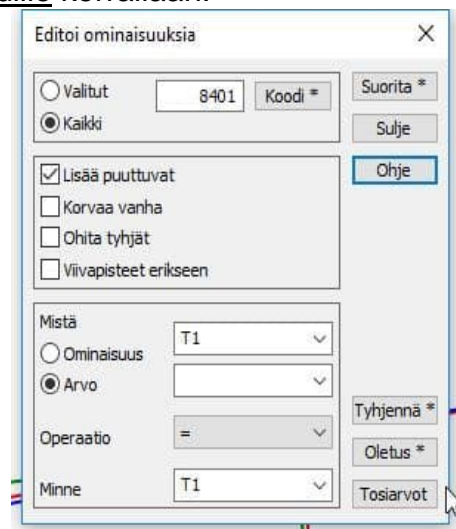 Editoi ominaisuuksia
Valitut 8401 Koodi *
Kaikki
Suorita *
Sulje
Ohje
Lisää puuttuvat
Korvaa vanha
Ohita tyhjät
Viivapisteet erikseen
Mistä
T1
Ominaisuus
Arvo
Operaatio =
Minne T1
Tyhjennä *
Oletus *
Tosiarvot